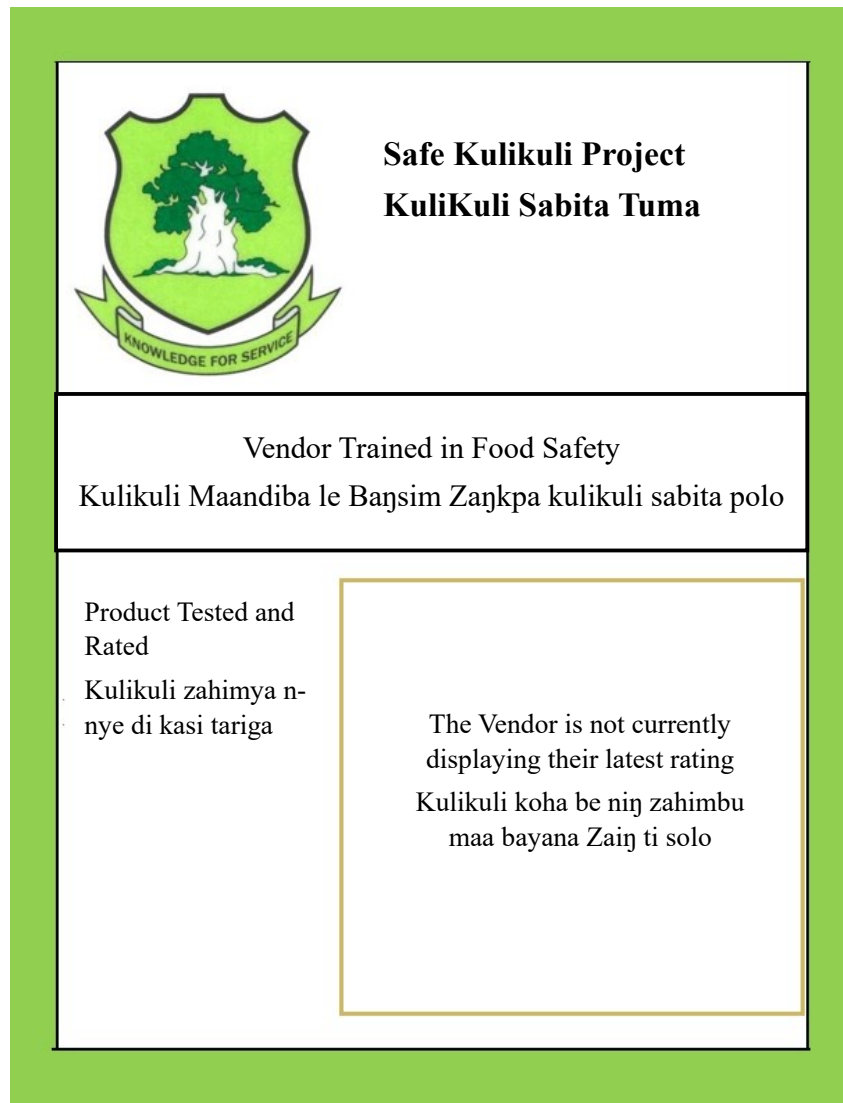 Safe Kulikuli Project
KuliKuli Sabita Tuma
KNOWLEDGE FOR SERVICE
Vendor Trained in Food Safety
Kulikuli Maandiba le Baŋsim Zaŋkpa kulikuli sabita polo
Product Tested and
Rated
Kulikuli zahimya n-
nye di kasi tariga
The Vendor is not currently
displaying their latest rating
Kulikuli koha be niŋ zahimbu
maa bayana Zaiŋ ti solo